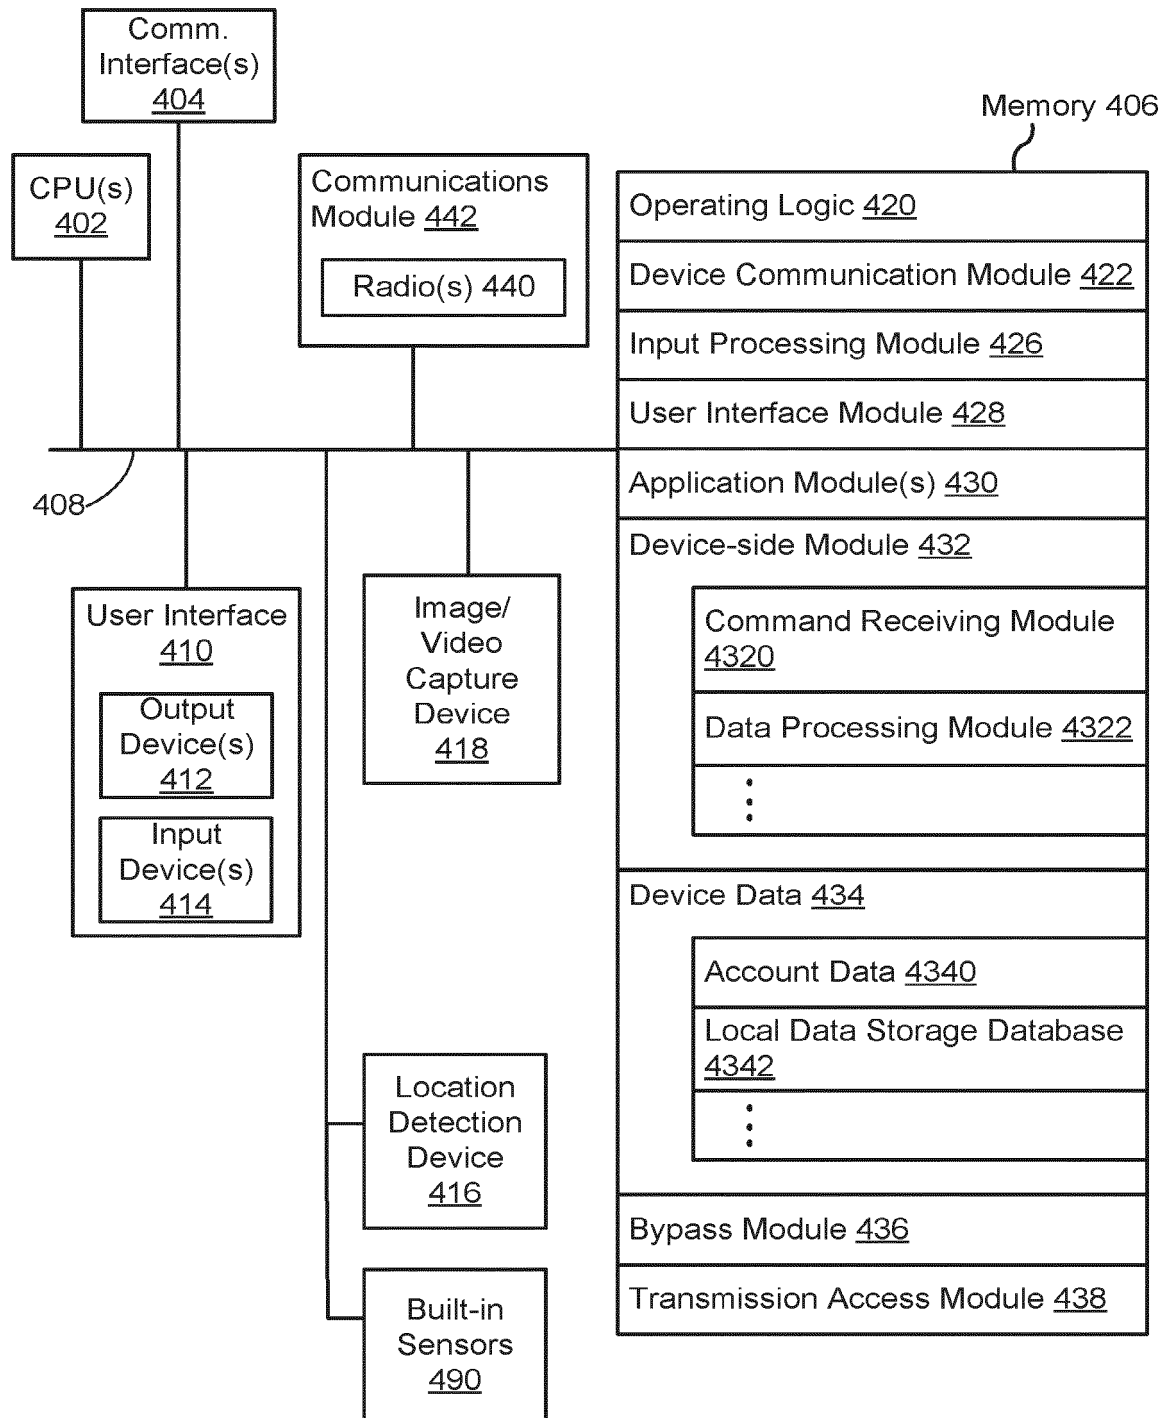 Comm.
Interface(s)
404
Memory 406
CPU(s)
402
Communications
Module 442
Radio(s) 440
Operating Logic 420
Device Communication Module 422
Input Processing Module 426
User Interface Module 428
Application Module(s) 430
408
Device-side Module 432
Command Receiving Module
4320
Data Processing Module 4322
User Interface
410
Output
Device(s)
412
Input
Device(s)
414
Image/
Video
Capture
Device
418
Device Data 434
Account Data 4340
Local Data Storage Database
4342
Location
Detection
Device
416
Bypass Module 436
Transmission Access Module 438
Built-in
Sensors
490